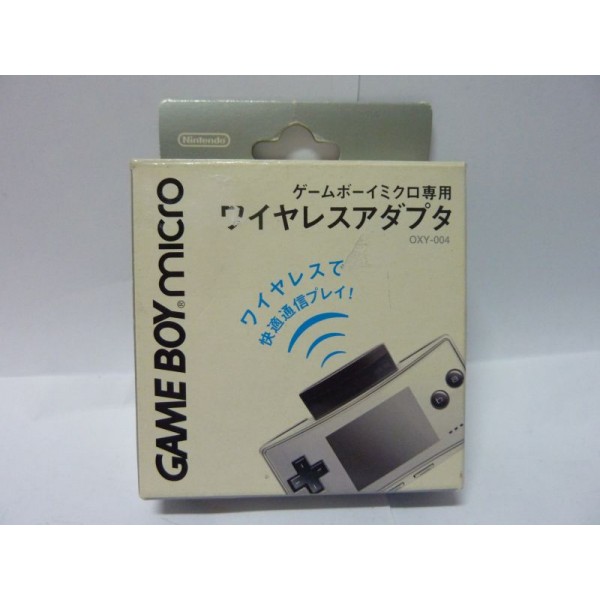 Nintendo
ゲームボーイミクロ専用
ワイヤレスアダプタ
OXY-004
ワイヤレスで
快適通信プレイ!
GAME BOY® micro